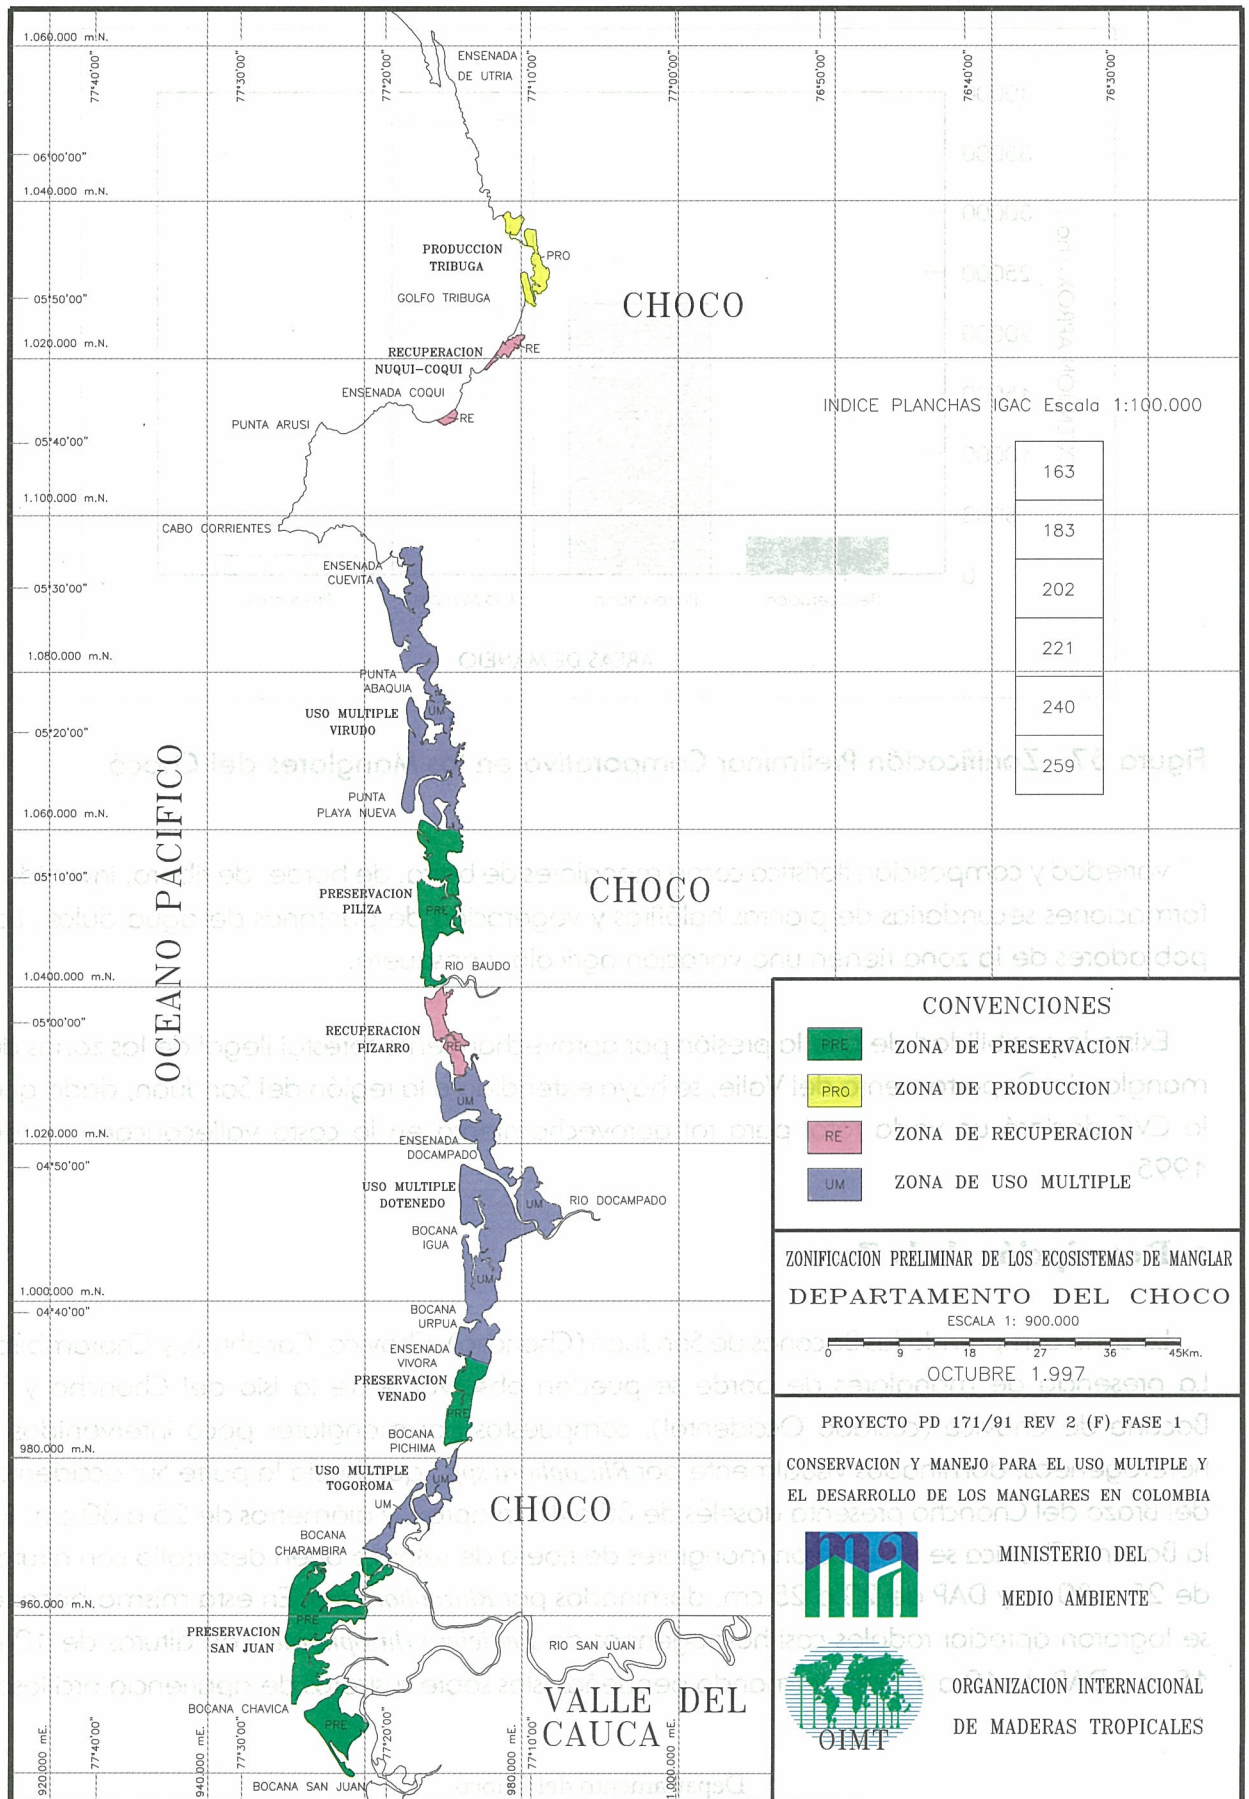 1.060.000 m.N.
77°40'00"
77°30'00"
77°20'00"
77°10'00"
77°00'00"
76°50'00"
76°40'00"
76°30'00"
ENSENADA
DE UTRIA
06°00'00"
1.040.000 m.N.
PRODUCCION
TRIBUGA
PRO
GOLFO TRIBUGA
05°50'00"
CHOCO
1.020.000 m.N.
RECUPERACION
NUQUI-COQUI
RE
ENSENADA COQUI
RE
PUNTA ARUSI
05°40'00"
INDICE PLANCHAS IGAC Escala 1:100.000
163
183
202
221
240
259
1.100.000 m.N.
CABO CORRIENTES
ENSENADA
CUEVITA
05°30'00"
1.080.000 m.N.
PUNTA
ABAQUIA
USO MULTIPLE
VIRUDO
UM
05°20'00"
PUNTA
PLAYA NUEVA
1.060.000 m.N.
OCEANO PACIFICO
05°10'00"
PRESERVACION
PILIZA
PRE
CHOCO
1.0400.000 m.N.
RIO BAUDO
05°00'00"
RECUPERACION
PIZARRO
RE
UM
1.020.000 m.N.
ENSENADA
DOCAMPADO
04°50'00"
USO MULTIPLE
DOTENEDO
UM
RIO DOCAMPADO
BOCANA
IGUA
UM
1.000.000 m.N.
04°40'00"
BOCANA
URPUA
ENSENADA
VIVORA
PRESERVACION
VENADO
PRE
BOCANA
PICHIMA
980.000 m.N.
USO MULTIPLE
TOGOROMA
UM
UM
CHOCO
BOCANA
CHARAMBIRA
960.000 m.N.
PRE
PRESERVACION
SAN JUAN
RIO SAN JUAN
BOCANA CHAVICA
PRE
VALLE DEL
CAUCA
BOCANA SAN JUAN
920.000 mE.
77°40'00"
940.000 mE.
77°30'00"
77°20'00"
980.000 mE.
77°10'00"
1.000.000 mE.
CONVENCIONES
PRE ZONA DE PRESERVACION
PRO ZONA DE PRODUCCION
RE ZONA DE RECUPERACION
UM ZONA DE USO MULTIPLE
ZONIFICACION PRELIMINAR DE LOS ECOSISTEMAS DE MANGLAR
DEPARTAMENTO DEL CHOCO
ESCALA 1: 900.000
0 9 18 27 36 45Km.
OCTUBRE 1.997
PROYECTO PD 171/91 REV 2 (F) FASE 1
CONSERVACION Y MANEJO PARA EL USO MULTIPLE Y
EL DESARROLLO DE LOS MANGLARES EN COLOMBIA
ma
MINISTERIO DEL
MEDIO AMBIENTE
OIMT
ORGANIZACION INTERNACIONAL
DE MADERAS TROPICALES